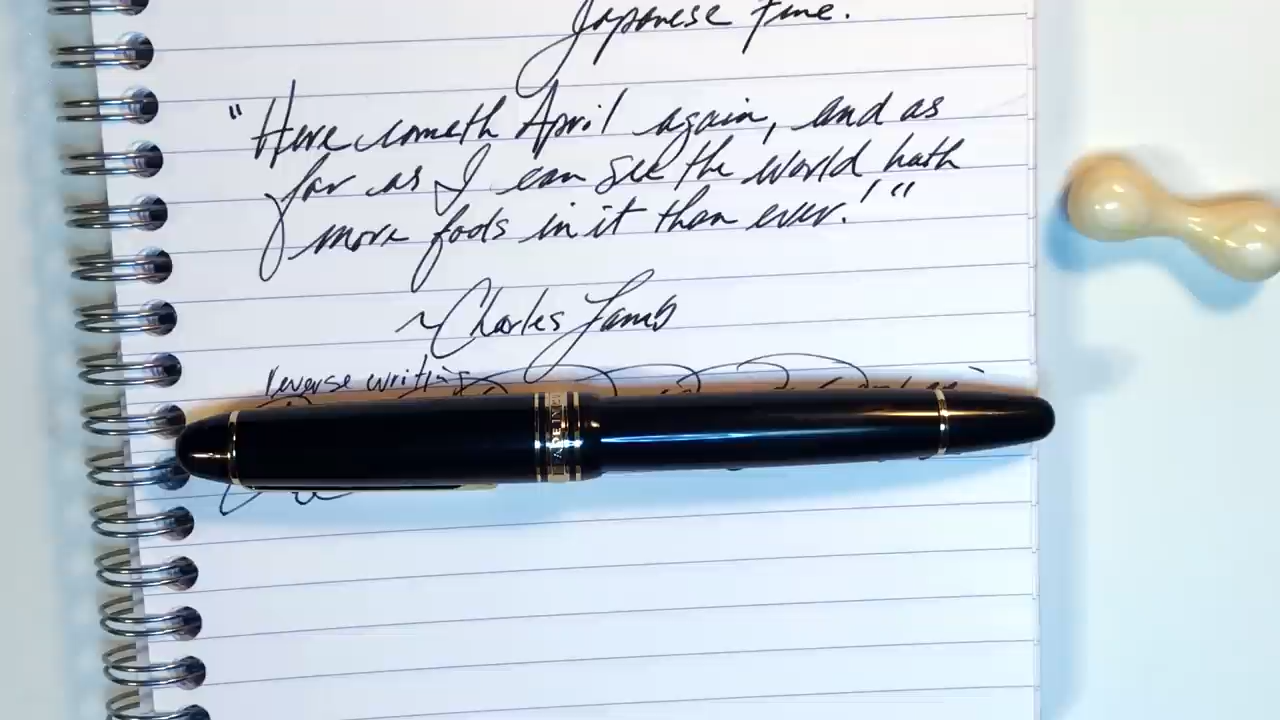 Japanese Fine.
"Here cometh April again, and as
far as I can see the world hath
more fools in it than ever!"
~Charles Lamb
reverse writing